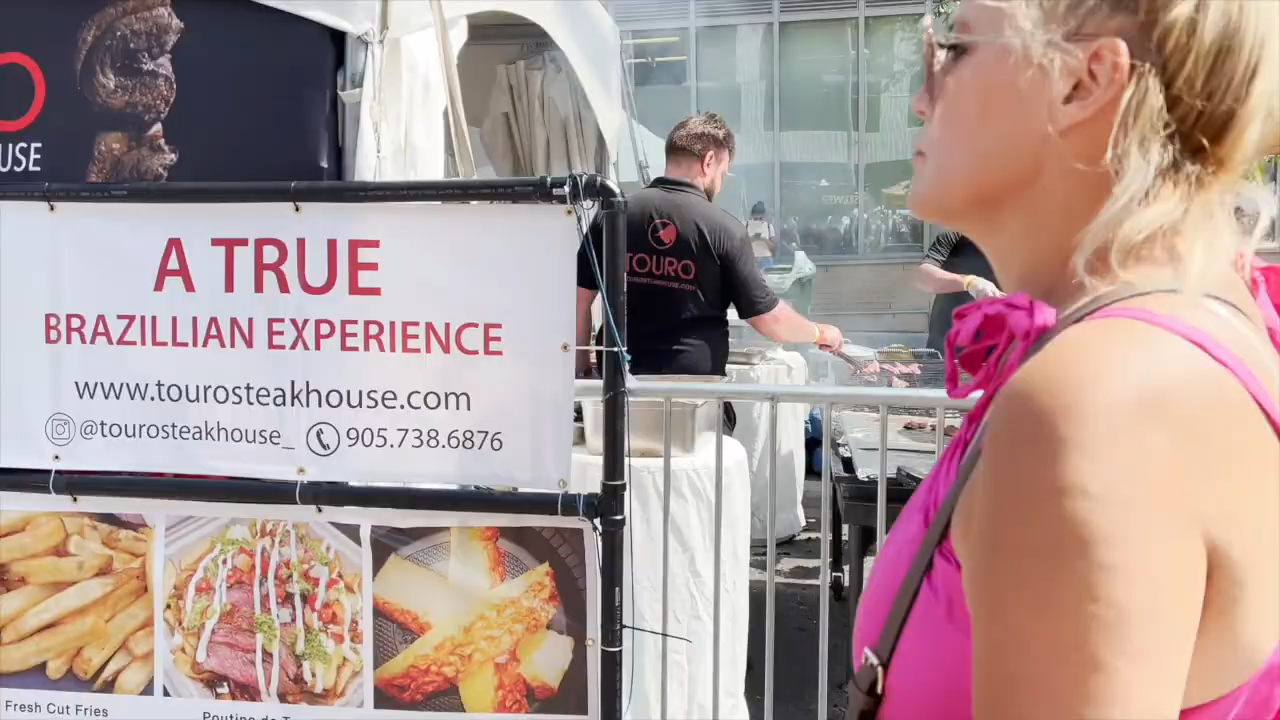 O
USE
A TRUE
BRAZILLIAN EXPERIENCE
www.tourosteakhouse.com
@tourosteakhouse_ 905.738.6876
TOURO
Fresh Cut Fries
Poutine de T